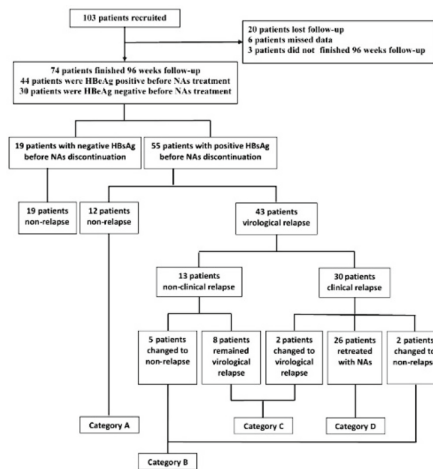 103 patients recruited
20 patients lost follow-up
6 patients missed data
3 patients did not finished 96 weeks follow-up
74 patients finished 96 weeks follow-up
44 patients were HBeAg positive before NAs treatment
30 patients were HBeAg negative before NAs treatment
19 patients with negative HBsAg
before NAs discontinuation
55 patients with positive HBsAg
before NAs discontinuation
19 patients
non-relapse
12 patients
non-relapse
43 patients
virological relapse
13 patients
non-clinical relapse
30 patients
clinical relapse
5 patients
changed to
non-relapse
8 patients
remained
virological
relapse
2 patients
changed to
virological
relapse
26 patients
retreated
with NAs
2 patients
changed to
non-relapse
Category A
Category C
Category D
Category B